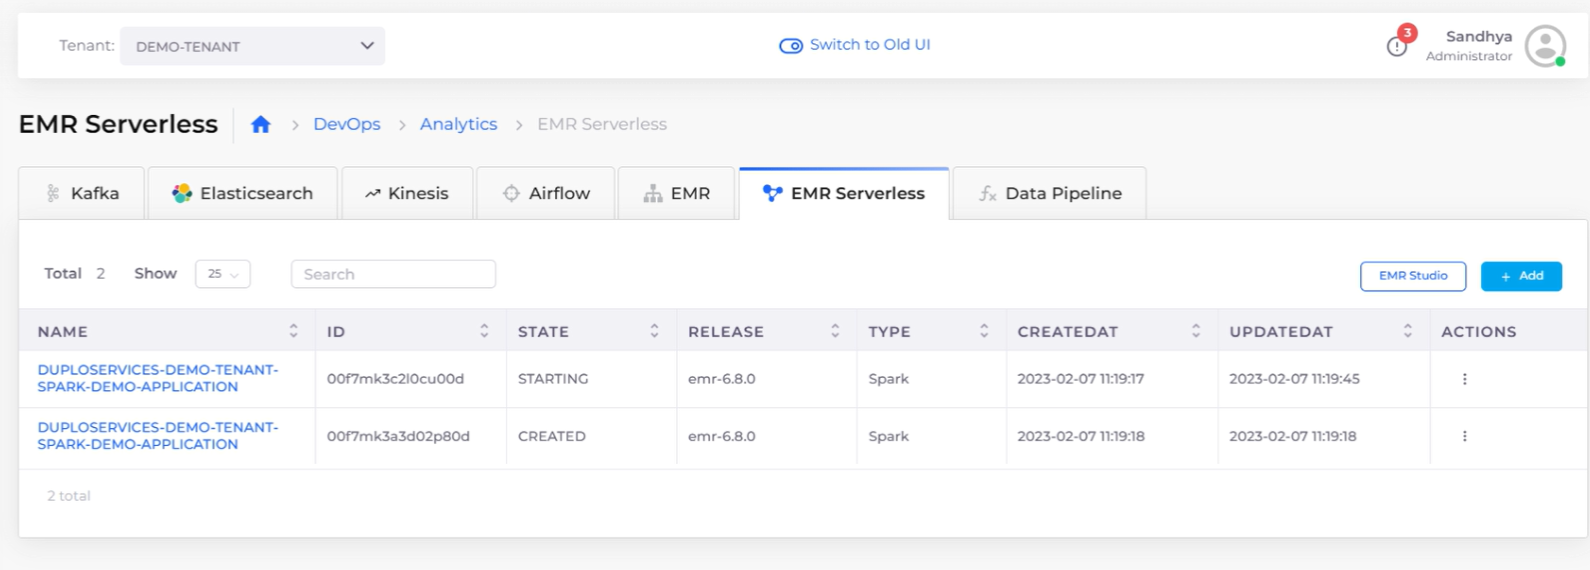 Tenant: DEMO-TENANT Switch to Old UI 3 Sandhya
Administrator
EMR Serverless > DevOps > Analytics > EMR Serverless
Kafka Elasticsearch Kinesis Airflow EMR EMR Serverless fx Data Pipeline
Total 2 Show 25 Search EMR Studio + Add
NAME ID STATE RELEASE TYPE CREATEDAT UPDATEDAT ACTIONS
DUPLOSERVICES-DEMO-TENANT-
SPARK-DEMO-APPLICATION 00f7mk3c2l0cu00d STARTING emr-6.8.0 Spark 2023-02-07 11:19:17 2023-02-07 11:19:45
DUPLOSERVICES-DEMO-TENANT-
SPARK-DEMO-APPLICATION 00f7mk3a3d02p80d CREATED emr-6.8.0 Spark 2023-02-07 11:19:18 2023-02-07 11:19:18
2 total